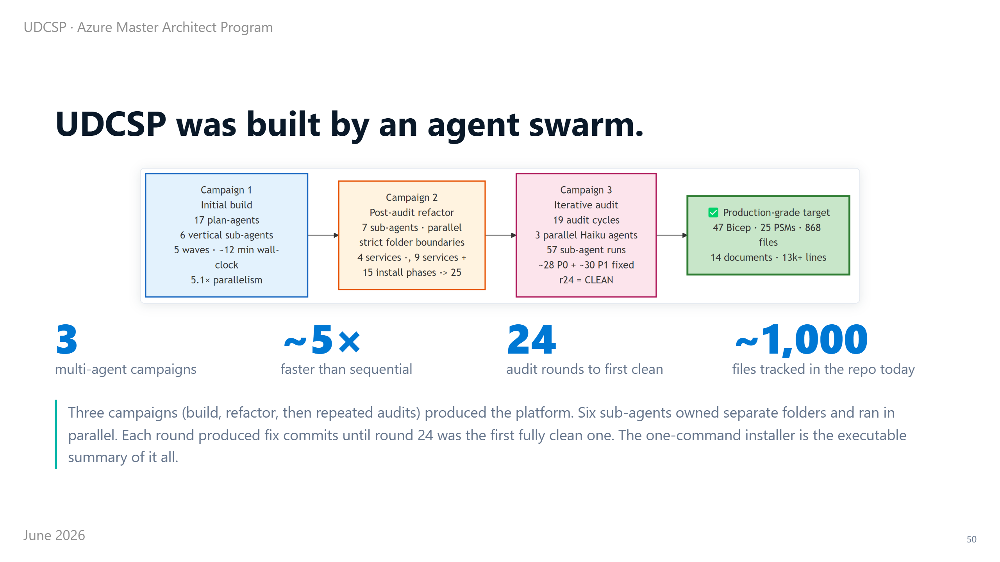 UDCSP · Azure Master Architect Program
UDCSP was built by an agent swarm.
Campaign 1
Initial build
17 plan-agents
6 vertical sub-agents
5 waves · ~12 min wall-
clock
5.1× parallelism
Campaign 2
Post-audit refactor
7 sub-agents · parallel
strict folder boundaries
4 services -, 9 services +
15 install phases -> 25
Campaign 3
Iterative audit
19 audit cycles
3 parallel Haiku agents
57 sub-agent runs
~28 P0 + ~30 P1 fixed
r24 = CLEAN
✅ Production-grade target
47 Bicep · 25 PSMs · 868
files
14 documents · 13k+ lines
3
multi-agent campaigns
~5×
faster than sequential
24
audit rounds to first clean
~1,000
files tracked in the repo today
Three campaigns (build, refactor, then repeated audits) produced the platform. Six sub-agents owned separate folders and ran in
parallel. Each round produced fix commits until round 24 was the first fully clean one. The one-command installer is the executable
summary of it all.
June 2026
50